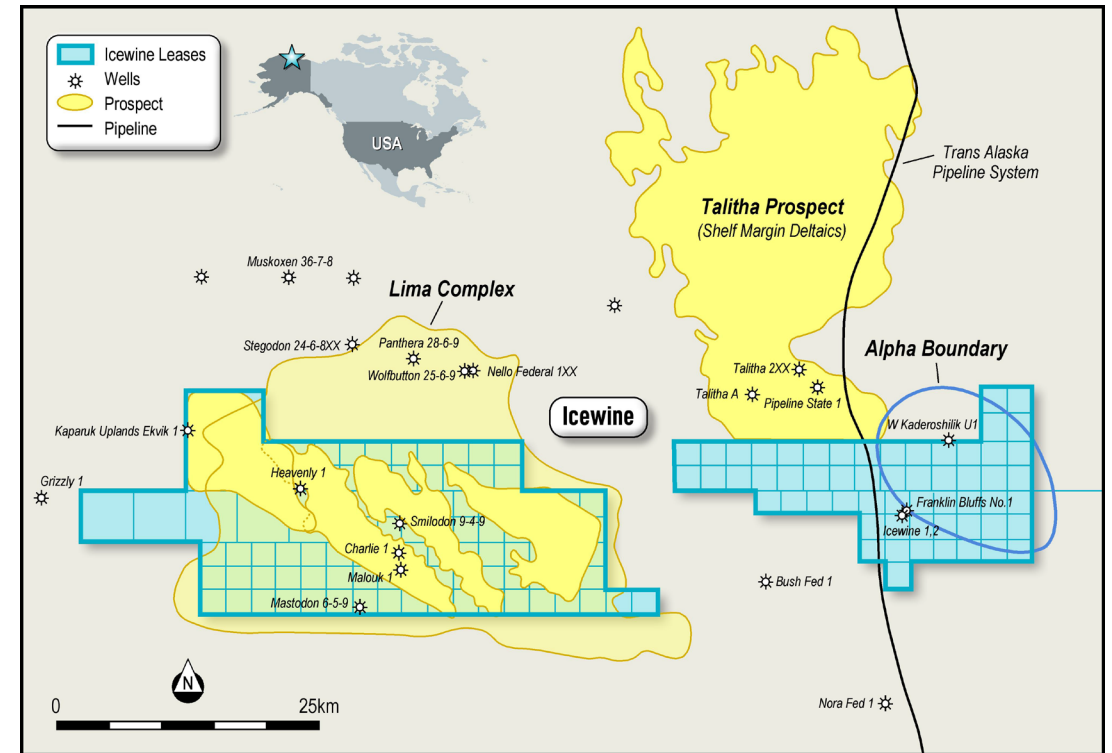 Icewine Leases
Wells
Prospect
Pipeline
USA
Trans Alaska
Pipeline System
Talitha Prospect
(Shelf Margin Deltaics)
Muskoxen 36-7-8
Lima Complex
Stegodon 24-6-8XX
Panthera 28-6-9
Wolfbutton 25-6-9
Nello Federal 1XX
Alpha Boundary
Talitha 2XX
Talitha A
Pipeline State 1
Icewine
W Kaderoshilik U1
Kaparuk Uplands Ekvik 1
Grizzly 1
Heavenly 1
Franklin Bluffs No.1
Smilodon 9-4-9
Icewine 1,2
Charlie 1
Malouk 1
Bush Fed 1
Mastodon 6-5-9
N
0
25km
Nora Fed 1